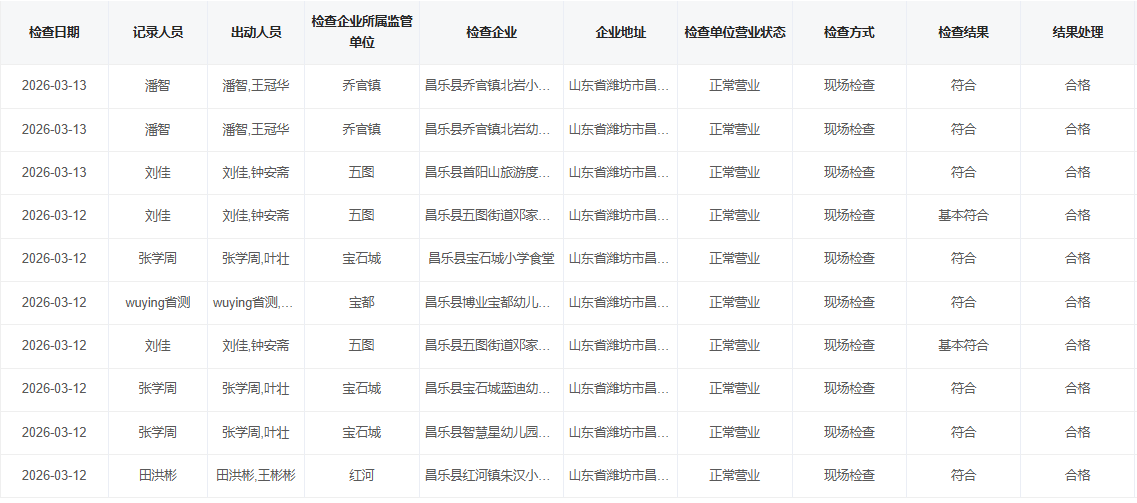 检查日期 记录人员 出动人员 检查企业所属监管单位 检查企业 企业地址 检查单位营业状态 检查方式 检查结果 结果处理
2026-03-13 潘智 潘智,王冠华 乔官镇 昌乐县乔官镇北岩小... 山东省潍坊市昌... 正常营业 现场检查 符合 合格
2026-03-13 潘智 潘智,王冠华 乔官镇 昌乐县乔官镇北岩幼... 山东省潍坊市昌... 正常营业 现场检查 符合 合格
2026-03-13 刘佳 刘佳,钟安斋 五图 昌乐县首阳山旅游度... 山东省潍坊市昌... 正常营业 现场检查 符合 合格
2026-03-12 刘佳 刘佳,钟安斋 五图 昌乐县五图街道邓家... 山东省潍坊市昌... 正常营业 现场检查 基本符合 合格
2026-03-12 张学周 张学周,叶壮 宝石城 昌乐县宝石城小学食堂 山东省潍坊市昌... 正常营业 现场检查 符合 合格
2026-03-12 wuying省测 wuying省测,... 宝都 昌乐县博业宝都幼儿... 山东省潍坊市昌... 正常营业 现场检查 符合 合格
2026-03-12 刘佳 刘佳,钟安斋 五图 昌乐县五图街道邓家... 山东省潍坊市昌... 正常营业 现场检查 基本符合 合格
2026-03-12 张学周 张学周,叶壮 宝石城 昌乐县宝石城蓝迪幼... 山东省潍坊市昌... 正常营业 现场检查 符合 合格
2026-03-12 张学周 张学周,叶壮 宝石城 昌乐县智慧星幼儿园... 山东省潍坊市昌... 正常营业 现场检查 符合 合格
2026-03-12 田洪彬 田洪彬,王彬彬 红河 昌乐县红河镇朱汉小... 山东省潍坊市昌... 正常营业 现场检查 符合 合格